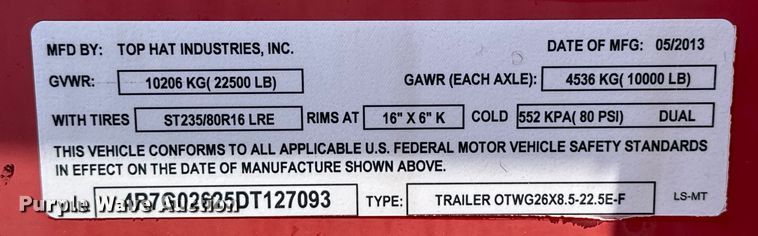 MFD BY: TOP HAT INDUSTRIES, INC. DATE OF MFG: 05/2013
GVWR: 10206 KG( 22500 LB) GAWR (EACH AXLE): 4536 KG( 10000 LB)
WITH TIRES ST235/80R16 LRE RIMS AT 16" X 6" K COLD 552 KPA( 80 PSI) DUAL
THIS VEHICLE CONFORMS TO ALL APPLICABLE U.S. FEDERAL MOTOR VEHICLE SAFETY STANDARDS
IN EFFECT ON THE DATE OF MANUFACTURE SHOWN ABOVE.
4R7G02625DT127093 TYPE: TRAILER OTWG26X8.5-22.5E-F LS-MT
Purple Wave Auction